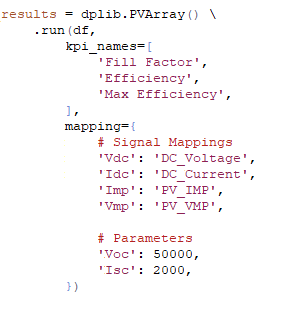 results = dplib.PVArray() \
    .run(df,
        kpi_names=[
            'Fill Factor',
            'Efficiency',
            'Max Efficiency',
        ],
        mapping={
            # Signal Mappings
            'Vdc': 'DC_Voltage',
            'Idc': 'DC_Current',
            'Imp': 'PV_IMP',
            'Vmp': 'PV_VMP',

            # Parameters
            'Voc': 50000,
            'Isc': 2000,
        })